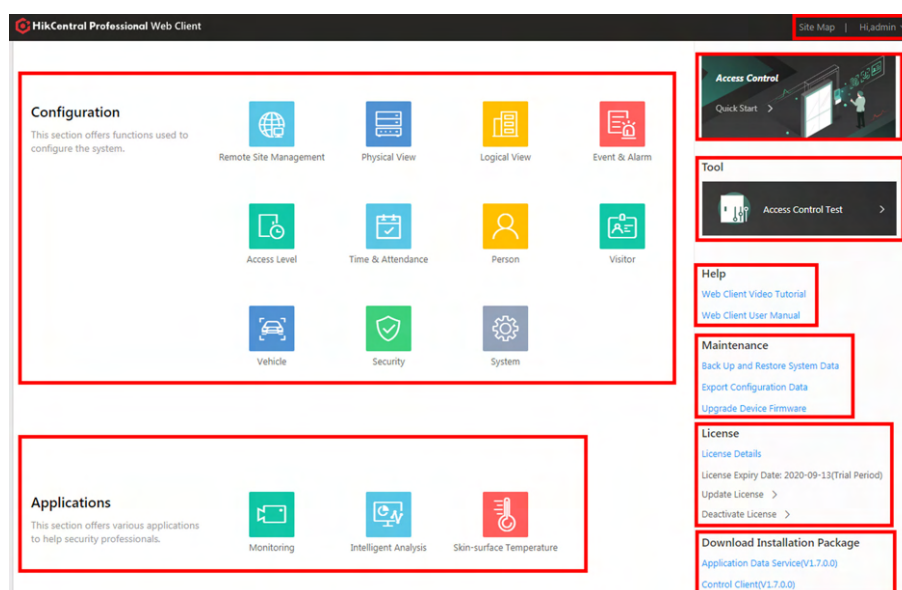 HikCentral Professional Web Client
Site Map | Hi,admin
Configuration
This section offers functions used to
configure the system.
Remote Site Management
Physical View
Logical View
Event & Alarm
Access Level
Time & Attendance
Person
Visitor
Vehicle
Security
System
Applications
This section offers various applications
to help security professionals.
Monitoring
Intelligent Analysis
Skin-surface Temperature
Access Control
Quick Start >
Tool
Access Control Test >
Help
Web Client Video Tutorial
Web Client User Manual
Maintenance
Back Up and Restore System Data
Export Configuration Data
Upgrade Device Firmware
License
License Details
License Expiry Date: 2020-09-13(Trial Period)
Update License >
Deactivate License >
Download Installation Package
Application Data Service(V1.7.0.0)
Control Client(V1.7.0.0)